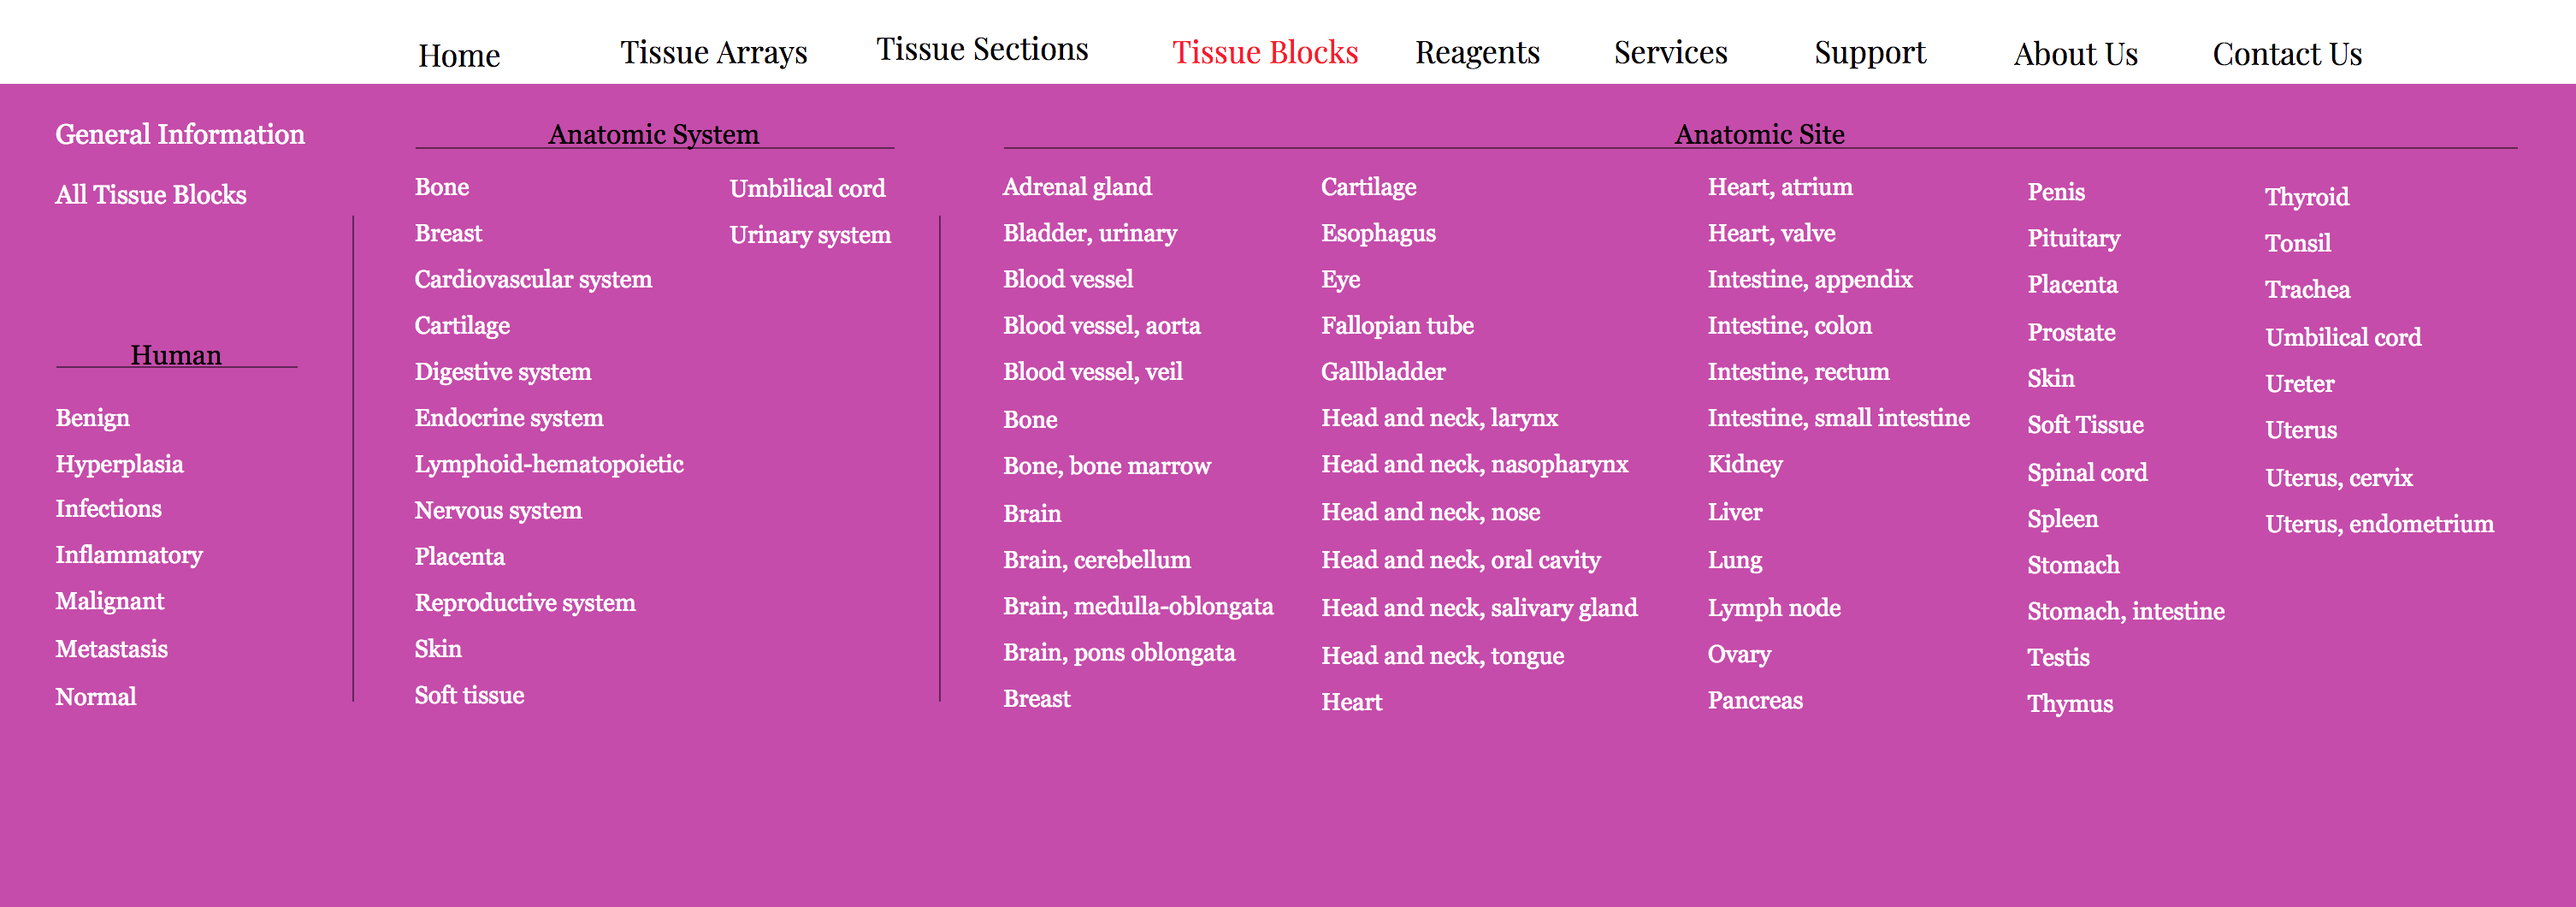 Home
Tissue Arrays
Tissue Sections
Tissue Blocks
Reagents
Services
Support
About Us
Contact Us
General Information
All Tissue Blocks
Human
Benign
Hyperplasia
Infections
Inflammatory
Malignant
Metastasis
Normal
Anatomic System
Bone
Breast
Cardiovascular system
Cartilage
Digestive system
Endocrine system
Lymphoid-hematopoietic
Nervous system
Placenta
Reproductive system
Skin
Soft tissue
Umbilical cord
Urinary system
Anatomic Site
Adrenal gland
Bladder, urinary
Blood vessel
Blood vessel, aorta
Blood vessel, veil
Bone
Bone, bone marrow
Brain
Brain, cerebellum
Brain, medulla-oblongata
Brain, pons oblongata
Breast
Cartilage
Esophagus
Eye
Fallopian tube
Gallbladder
Head and neck, larynx
Head and neck, nasopharynx
Head and neck, nose
Head and neck, oral cavity
Head and neck, salivary gland
Head and neck, tongue
Heart
Heart, atrium
Heart, valve
Intestine, appendix
Intestine, colon
Intestine, rectum
Intestine, small intestine
Kidney
Liver
Lung
Lymph node
Ovary
Pancreas
Penis
Pituitary
Placenta
Prostate
Skin
Soft Tissue
Spinal cord
Spleen
Stomach
Stomach, intestine
Testis
Thymus
Thyroid
Tonsil
Trachea
Umbilical cord
Ureter
Uterus
Uterus, cervix
Uterus, endometrium